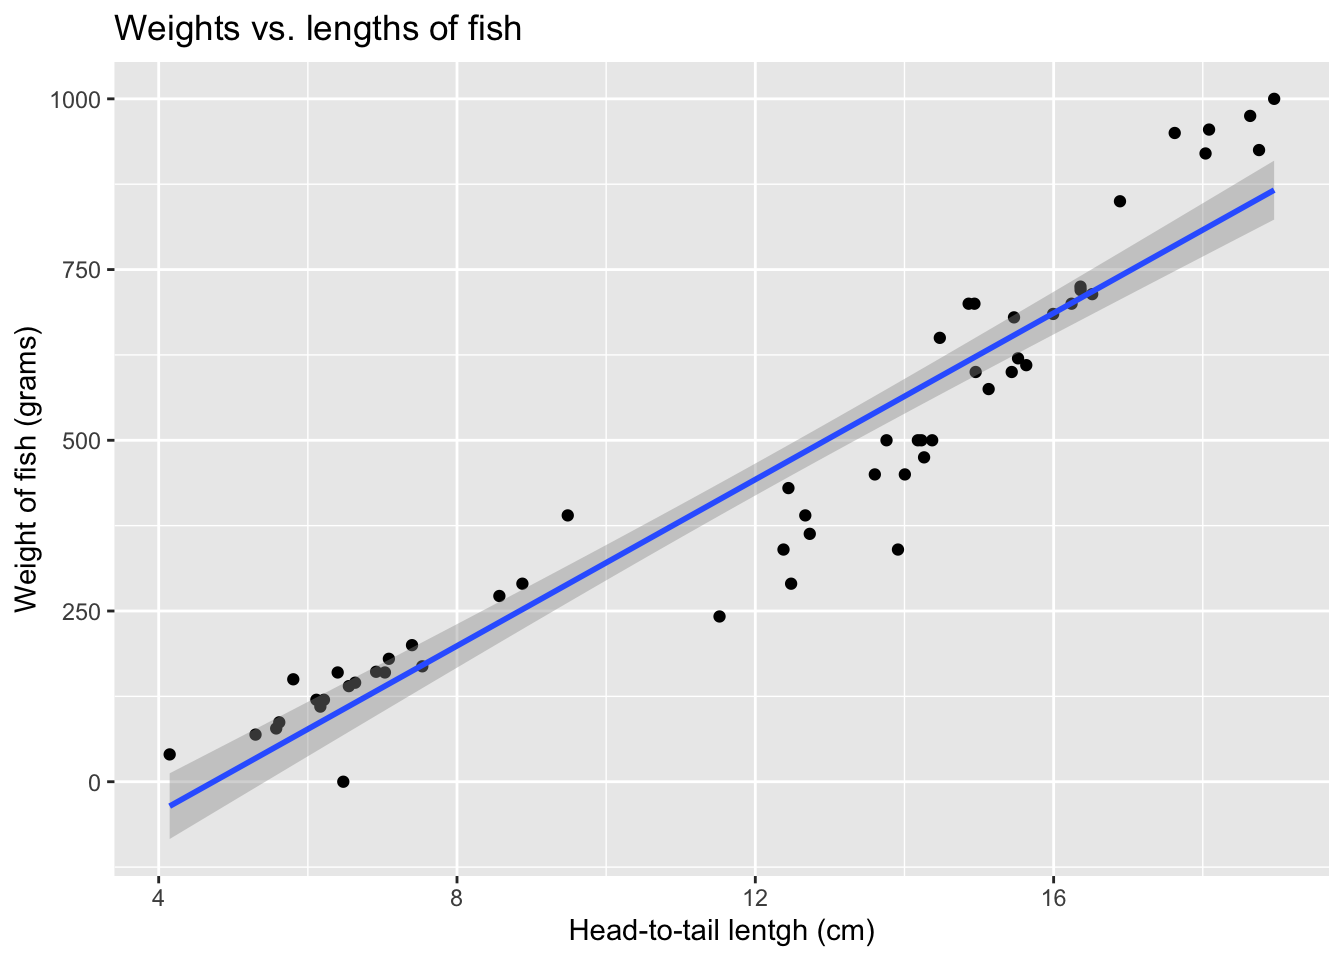 Weights vs. lengths of fish
1000
750
500
250
0
Weight of fish (grams)
4 8 12 16
Head-to-tail lentgh (cm)